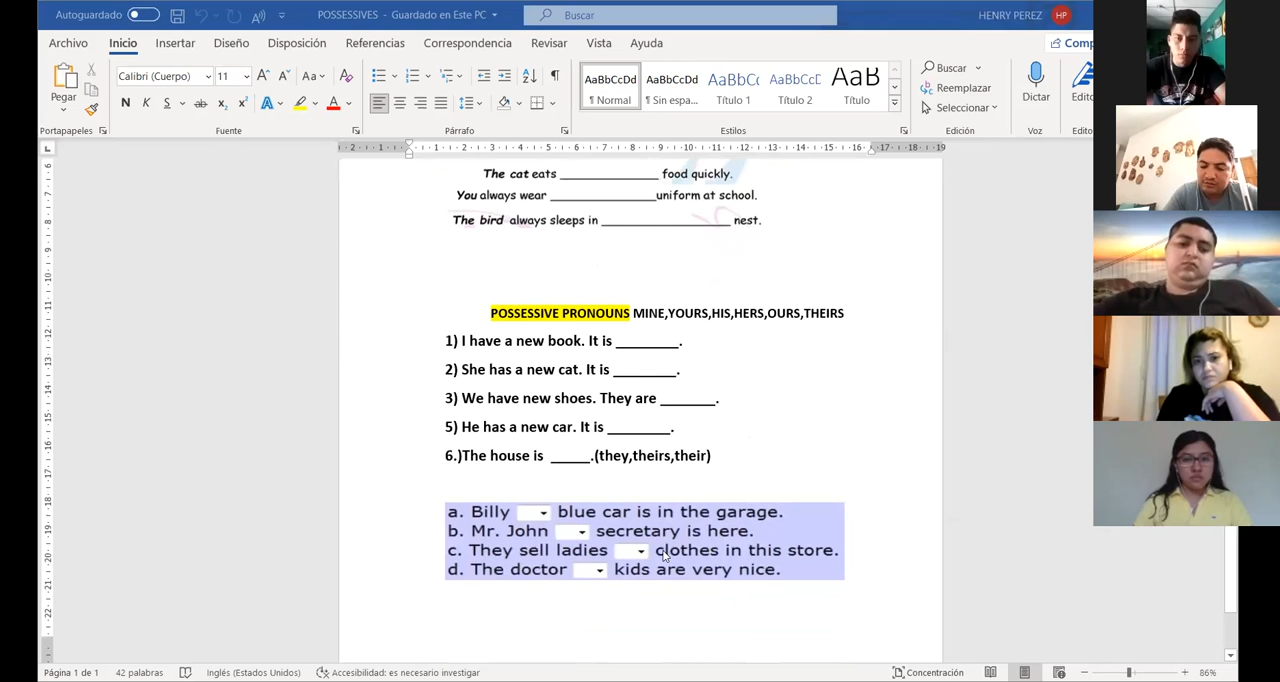 Autoguardado
POSSESSIVES - Guardado en Este PC
Buscar
HENRY PEREZ HP
Archivo Inicio Insertar Diseño Disposición Referencias Correspondencia Revisar Vista Ayuda
Pegar
Calibri (Cuerpo) 11
Portapapeles Fuente Párrafo
AaBbCcDd AaBbCcDd AaBbCc AaBbCcC AaB
¶ Normal ¶ Sin espa... Título 1 Título 2 Título
Estilos
Buscar
Reemplazar
Seleccionar
Edición
Dictar
Voz
The cat eats ______________ food quickly.
You always wear _______________uniform at school.
The bird always sleeps in __________________ nest.
POSSESSIVE PRONOUNS MINE,YOURS,HIS,HERS,OURS,THEIRS
1) I have a new book. It is ________.
2) She has a new cat. It is ________.
3) We have new shoes. They are _______.
5) He has a new car. It is ________.
6.)The house is _____.(they,theirs,their)
a. Billy blue car is in the garage.
b. Mr. John secretary is here.
c. They sell ladies clothes in this store.
d. The doctor kids are very nice.
Página 1 de 1 42 palabras Inglés (Estados Unidos) Accesibilidad: es necesario investigar Concentración 86%